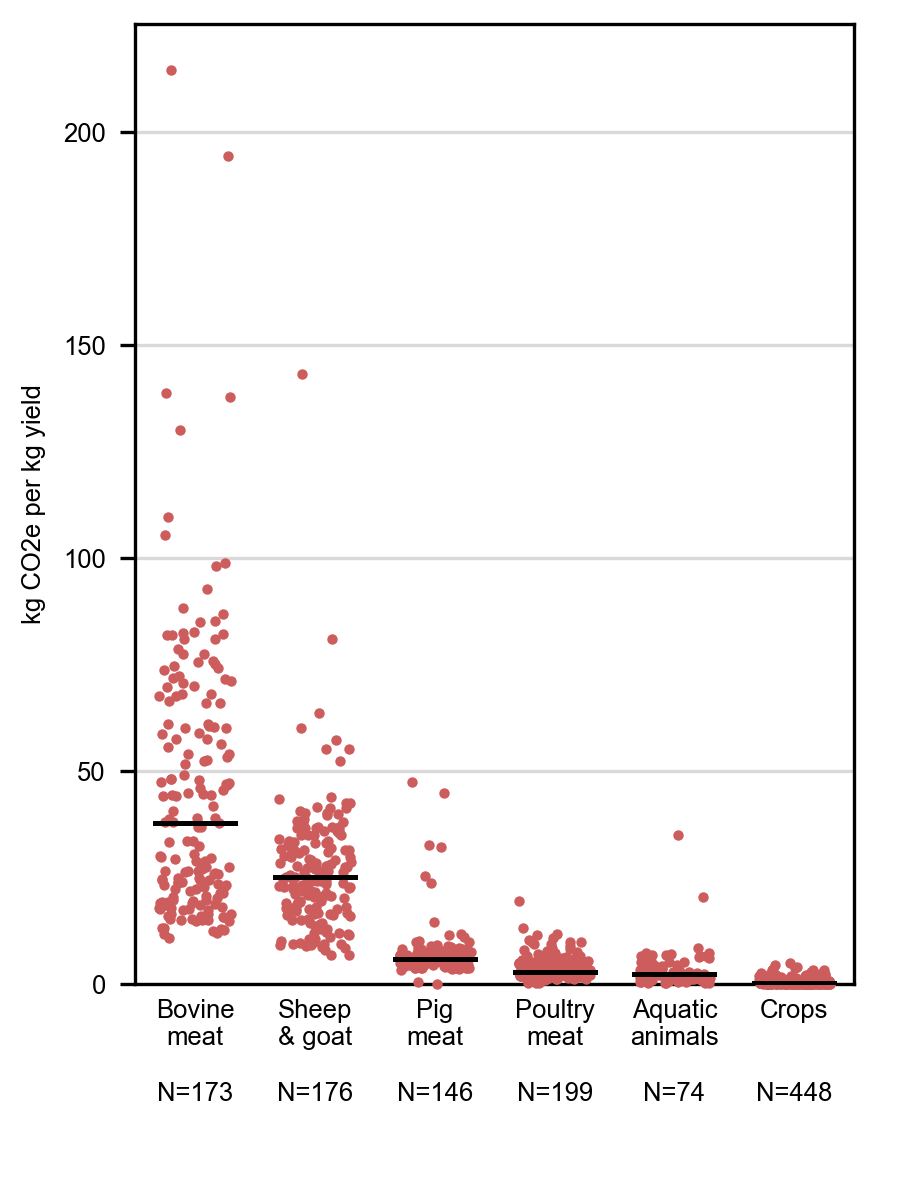 200
150
100
50
0
kg CO2e per kg yield
Bovine meat
Sheep & goat
Pig meat
Poultry meat
Aquatic animals
Crops
N=173
N=176
N=146
N=199
N=74
N=448